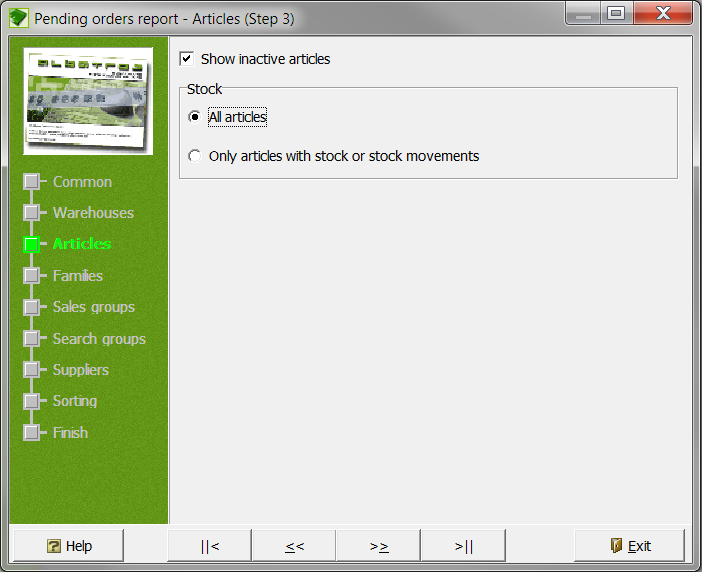 Pending orders report - Articles (Step 3)
ALBATROS
Show inactive articles
Stock
All articles
Only articles with stock or stock movements
Common
Warehouses
Articles
Families
Sales groups
Search groups
Suppliers
Sorting
Finish
Help
||<
<<
>>
>||
Exit